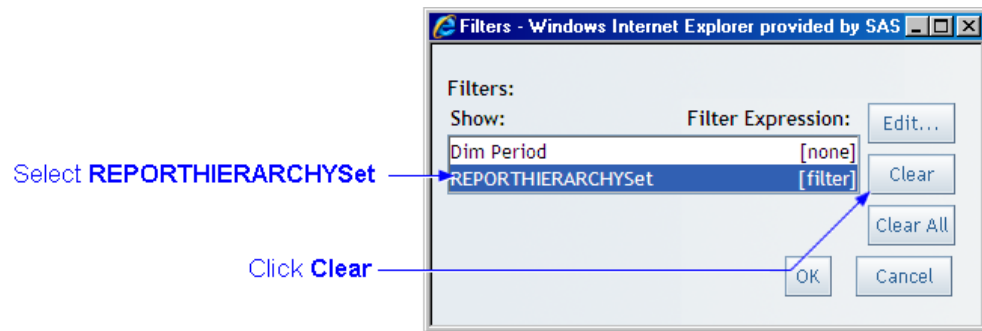 Filters - Windows Internet Explorer provided by SAS
Filters:
Show: Filter Expression: Edit...
Dim Period [none]
Select REPORTHIERARCHYSet REPORTHIERARCHYSet [filter] Clear
Clear All
Click Clear OK Cancel